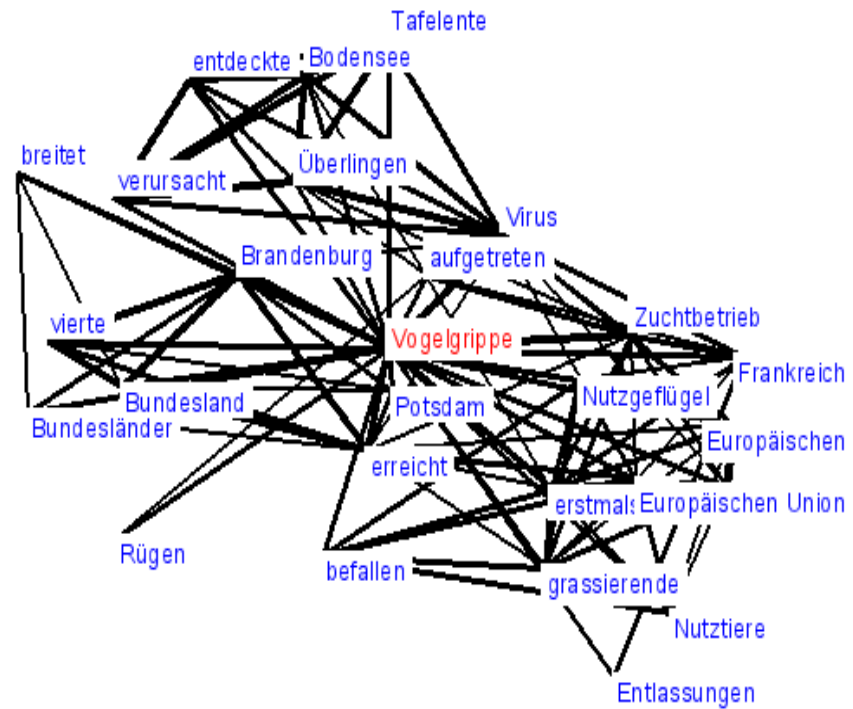 Tafelente
entdeckte
Bodensee
breitet
verursacht
Überlingen
Virus
Brandenburg
aufgetreten
vierte
Vogelgrippe
Zuchtbetrieb
Frankreich
Bundesland
Potsdam
Nutzgeflügel
Bundesländer
Europäischen
erreicht
erstmals
Europäischen Union
Rügen
befallen
grassierende
Nutztiere
Entlassungen